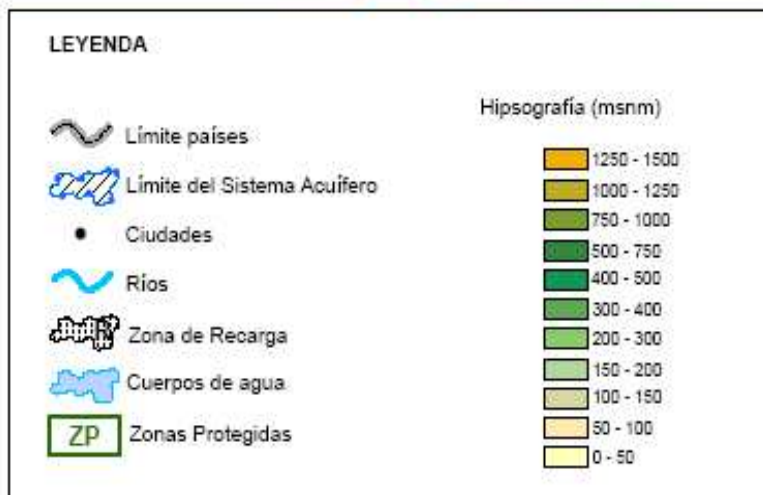 LEYENDA
Límite países
Límite del Sistema Acuífero
Ciudades
Ríos
Zona de Recarga
Cuerpos de agua
ZP Zonas Protegidas
Hipsografía (msnm)
1250 - 1500
1000 - 1250
750 - 1000
500 - 750
400 - 500
300 - 400
200 - 300
150 - 200
100 - 150
50 - 100
0 - 50